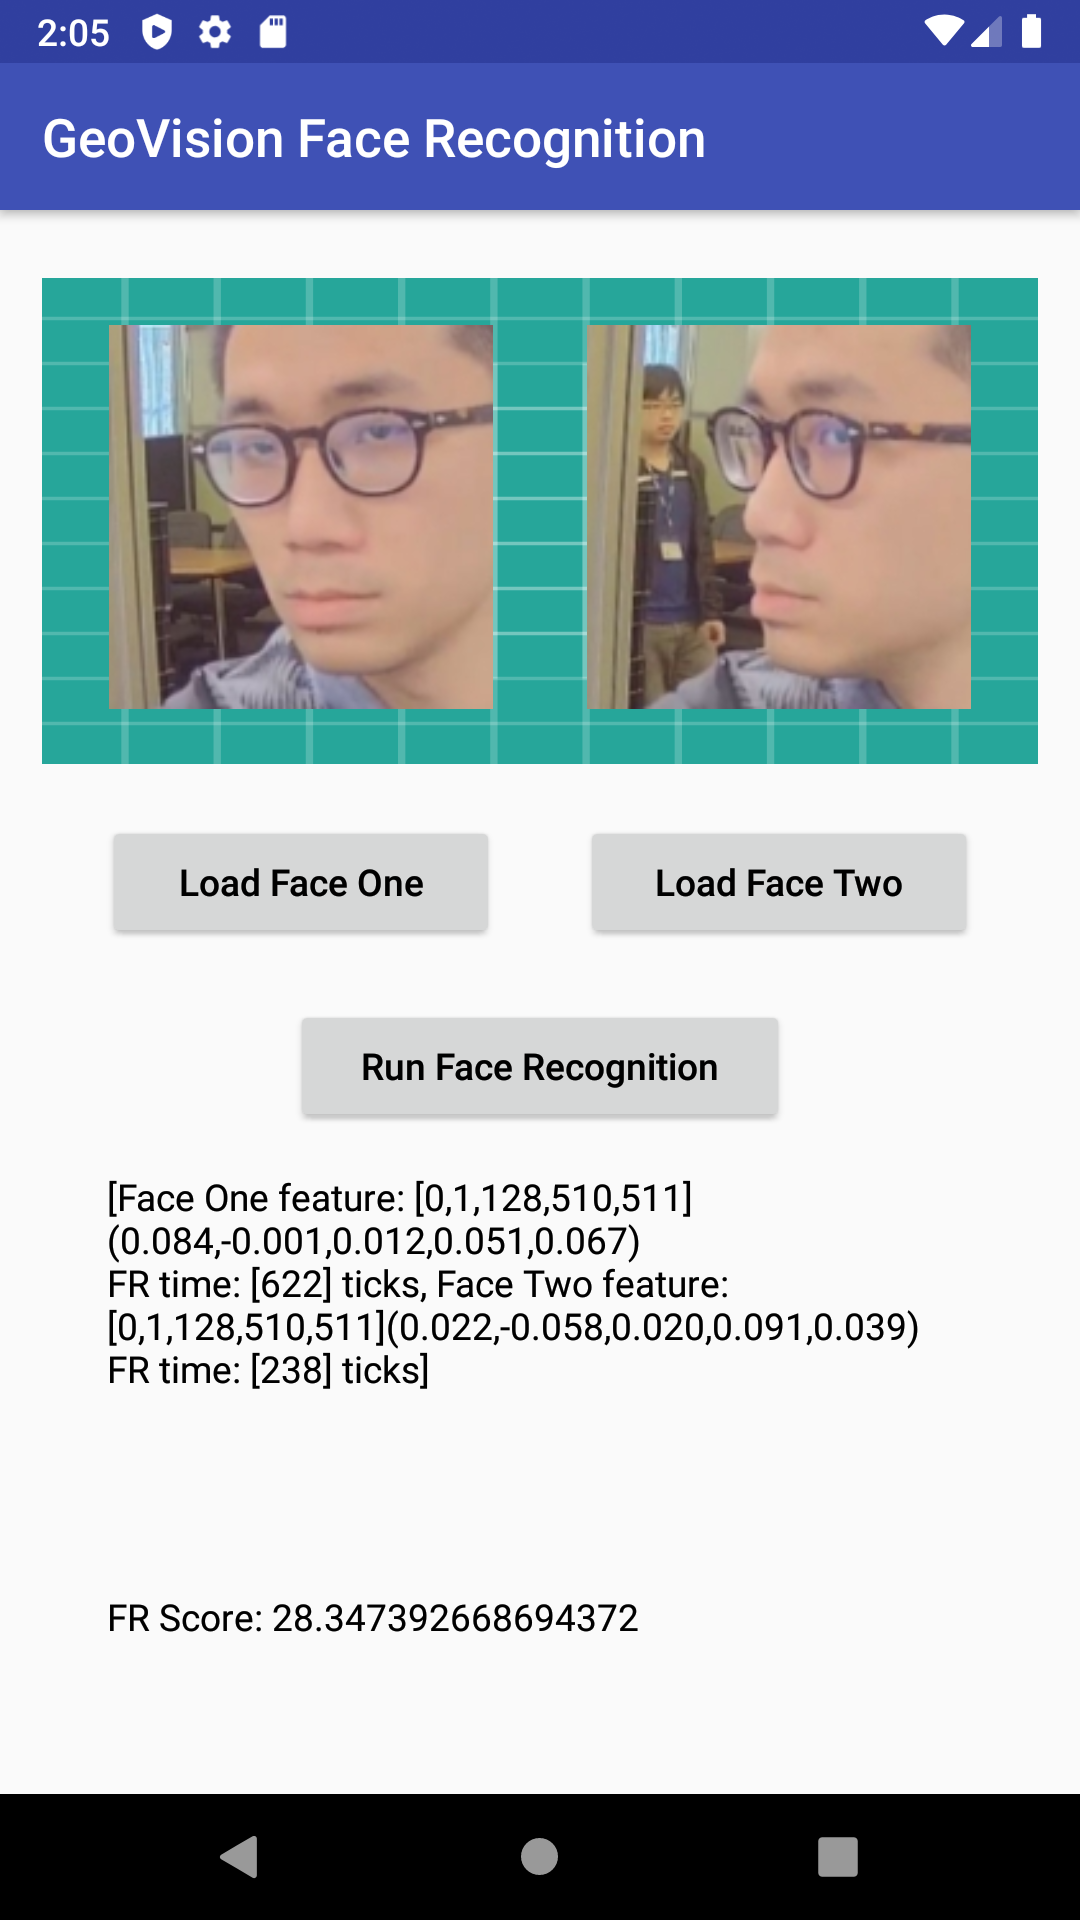 2:05
GeoVision Face Recognition
Load Face One
Load Face Two
Run Face Recognition
[Face One feature: [0,1,128,510,511]
(0.084,-0.001,0.012,0.051,0.067)
FR time: [622] ticks, Face Two feature:
[0,1,128,510,511](0.022,-0.058,0.020,0.091,0.039)
FR time: [238] ticks]
FR Score: 28.347392668694372